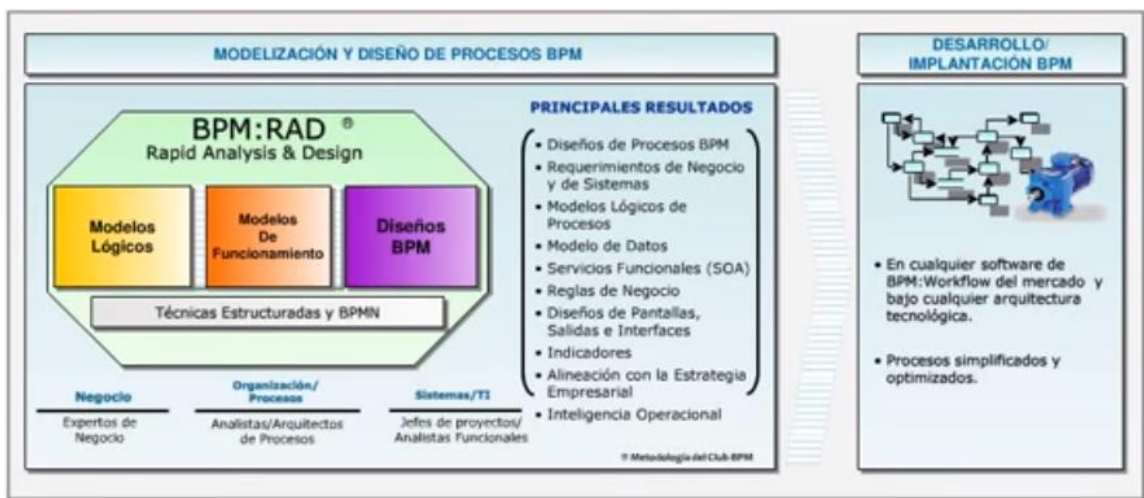 MODELIZACIÓN Y DISEÑO DE PROCESOS BPM
BPM:RAD ®
Rapid Analysis & Design
Modelos
Lógicos
Modelos
De
Funcionamiento
Diseños
BPM
Técnicas Estructuradas y BPMN
Negocio
Expertos de
Negocio
Organización/
Procesos
Analistas/Arquitectos
de Procesos
Sistemas/TI
Jefes de proyectos/
Analistas Funcionales
PRINCIPALES RESULTADOS
• Diseños de Procesos BPM
• Requerimientos de Negocio
y de Sistemas
• Modelos Lógicos de
Procesos
• Modelo de Datos
• Servicios Funcionales (SOA)
• Reglas de Negocio
• Diseños de Pantallas,
Salidas e Interfaces
• Indicadores
• Alineación con la Estrategia
Empresarial
• Inteligencia Operacional
® Metodología del Club-BPM
DESARROLLO/
IMPLANTACIÓN BPM
• En cualquier software de
BPM:Workflow del mercado y
bajo cualquier arquitectura
tecnológica.
• Procesos simplificados y
optimizados.